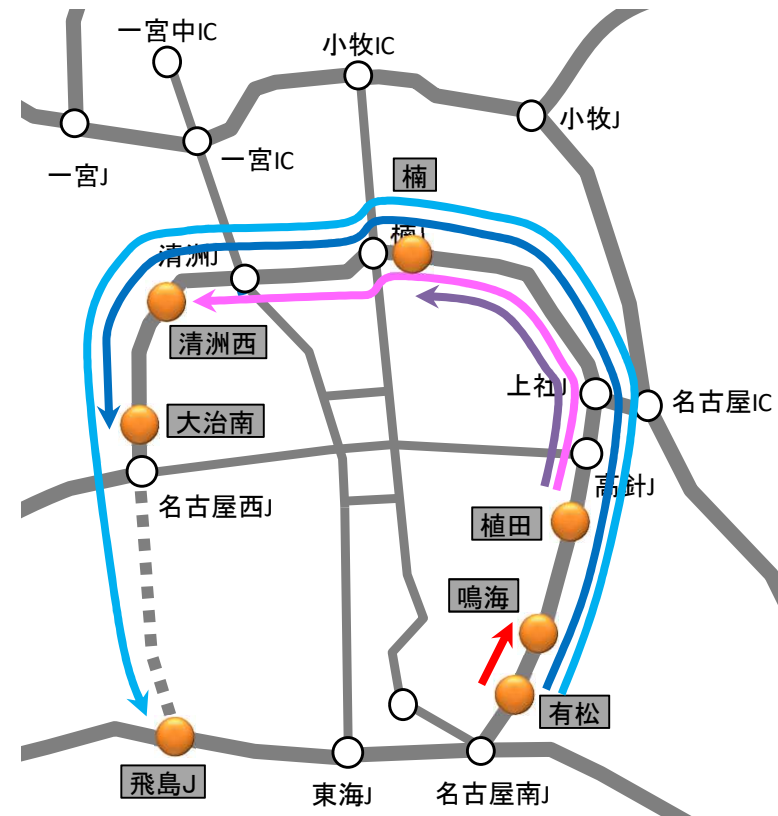 一宮中IC
小牧IC
小牧J
一宮IC
一宮J
楠
楠J
清洲J
清洲西
上社J
名古屋IC
大治南
高針J
名古屋西J
植田
鳴海
有松
飛島J
東海J
名古屋南J